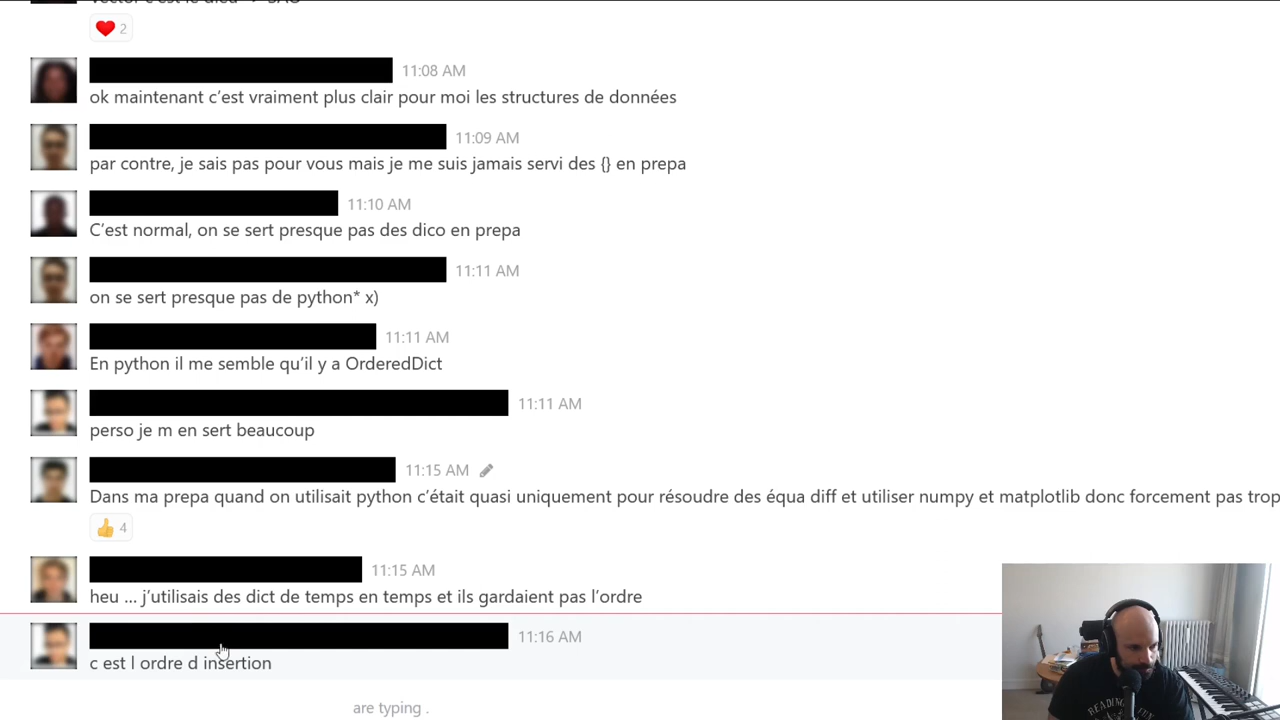 2
11:08 AM
ok maintenant c'est vraiment plus clair pour moi les structures de données
11:09 AM
par contre, je sais pas pour vous mais je me suis jamais servi des {} en prepa
11:10 AM
C'est normal, on se sert presque pas des dico en prepa
11:11 AM
on se sert presque pas de python* x)
11:11 AM
En python il me semble qu'il y a OrderedDict
11:11 AM
perso je m en sert beaucoup
11:15 AM
Dans ma prepa quand on utilisait python c'était quasi uniquement pour résoudre des équa diff et utiliser numpy et matplotlib donc forcement pas trop
4
11:15 AM
heu ... j'utilisais des dict de temps en temps et ils gardaient pas l'ordre
11:16 AM
c est l ordre d insertion
are typing .